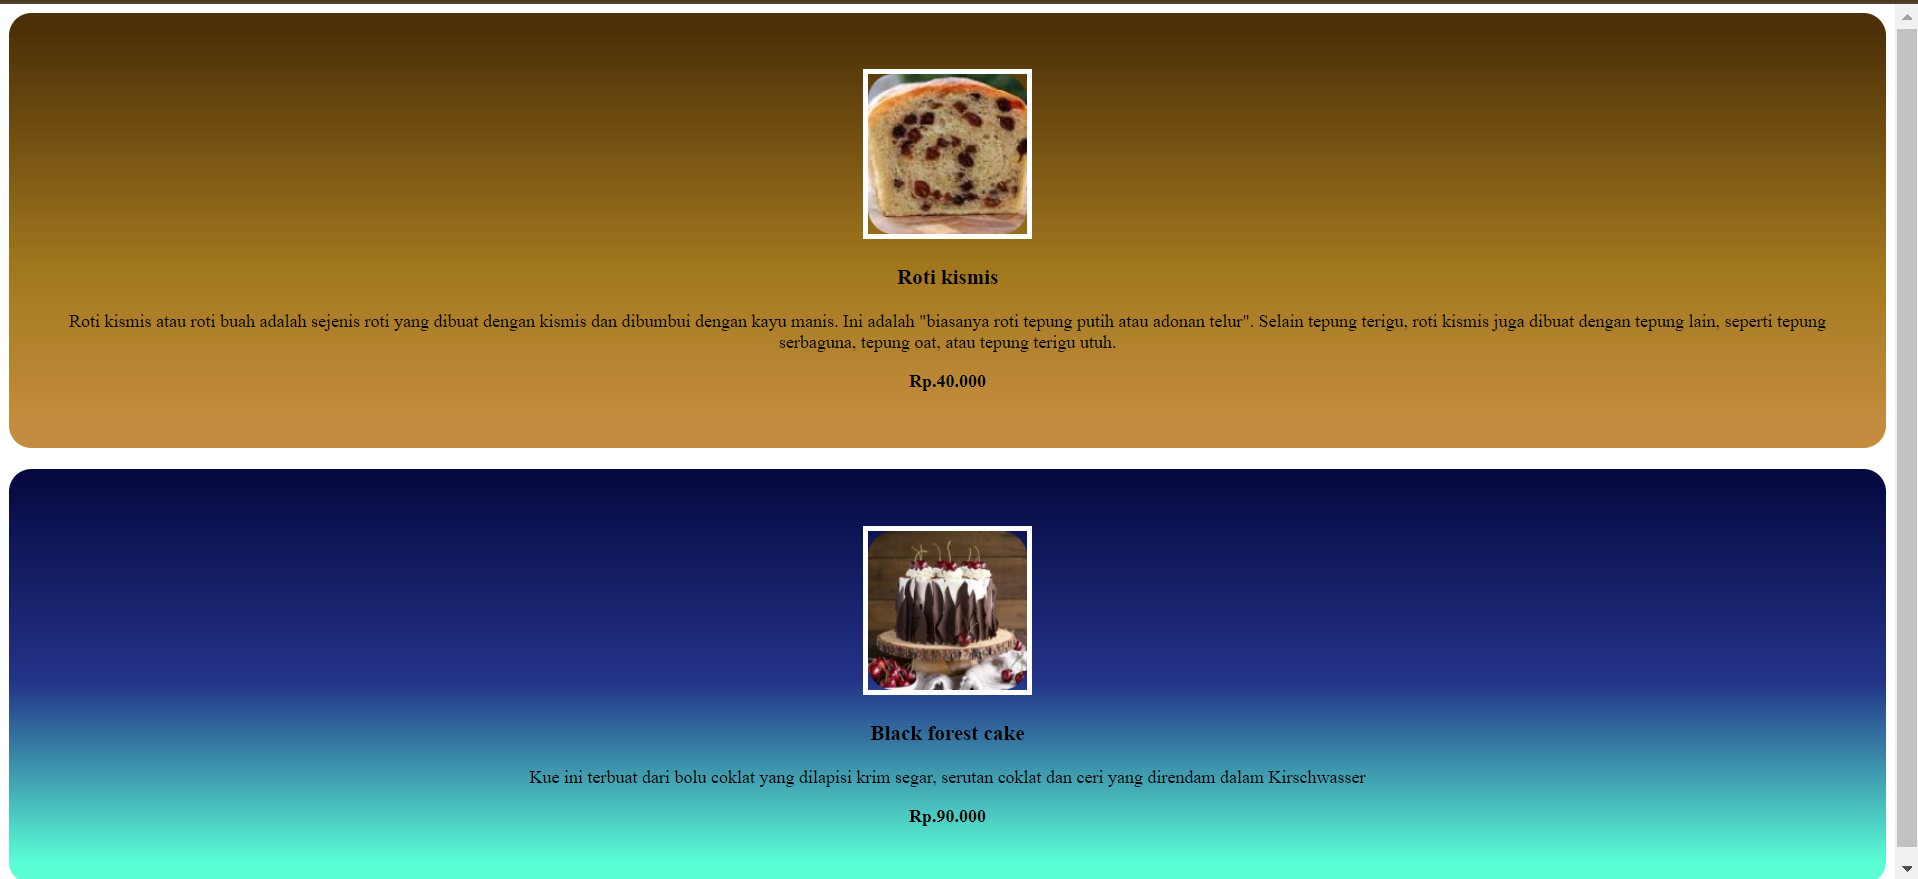 Roti kismis
Roti kismis atau roti buah adalah sejenis roti yang dibuat dengan kismis dan dibumbui dengan kayu manis. Ini adalah "biasanya roti tepung putih atau adonan telur". Selain tepung terigu, roti kismis juga dibuat dengan tepung lain, seperti tepung
serbaguna, tepung oat, atau tepung terigu utuh.
Rp.40.000
Black forest cake
Kue ini terbuat dari bolu coklat yang dilapisi krim segar, serutan coklat dan ceri yang direndam dalam Kirschwasser
Rp.90.000